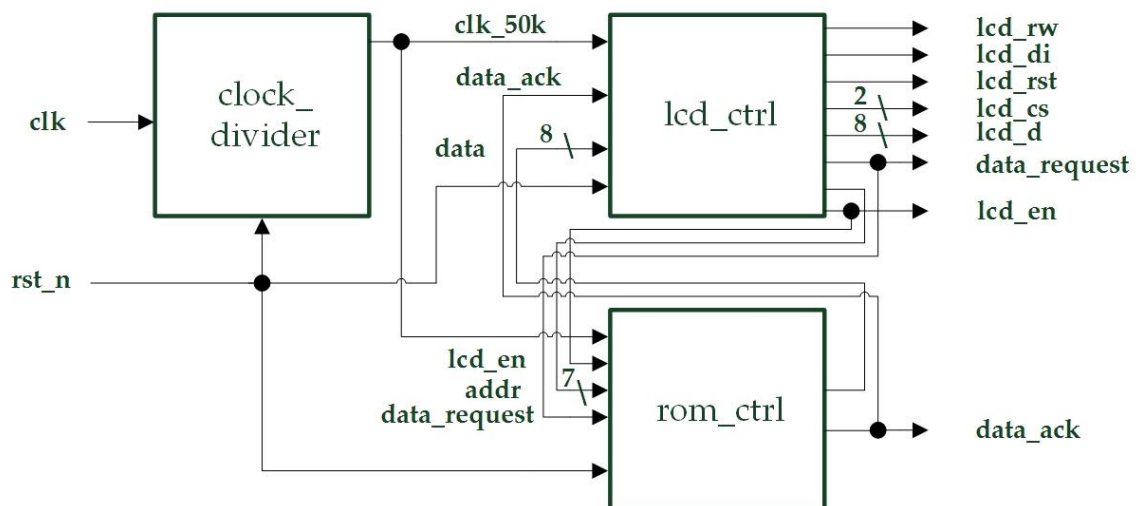 clk_50k
lcd_rw
lcd_di
lcd_rst
data_ack
clock_
divider
lcd_ctrl
2
lcd_cs
clk
8
lcd_d
data
8
data_request
lcd_en
rst_n
lcd_en
addr
7
data_request
rom_ctrl
data_ack